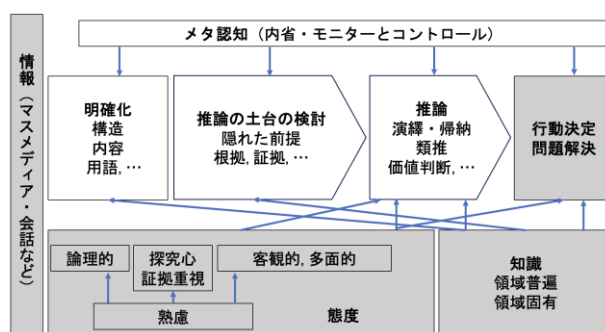 メタ認知（内省・モニターとコントロール）
情報（マスメディア・会話など）
明確化
構造
内容
用語, …
推論の土台の検討
隠れた前提
根拠, 証拠, …
推論
演繹・帰納
類推
価値判断, …
行動決定
問題解決
論理的
探究心
証拠重視
客観的, 多面的
熟慮
態度
知識
領域普遍
領域固有